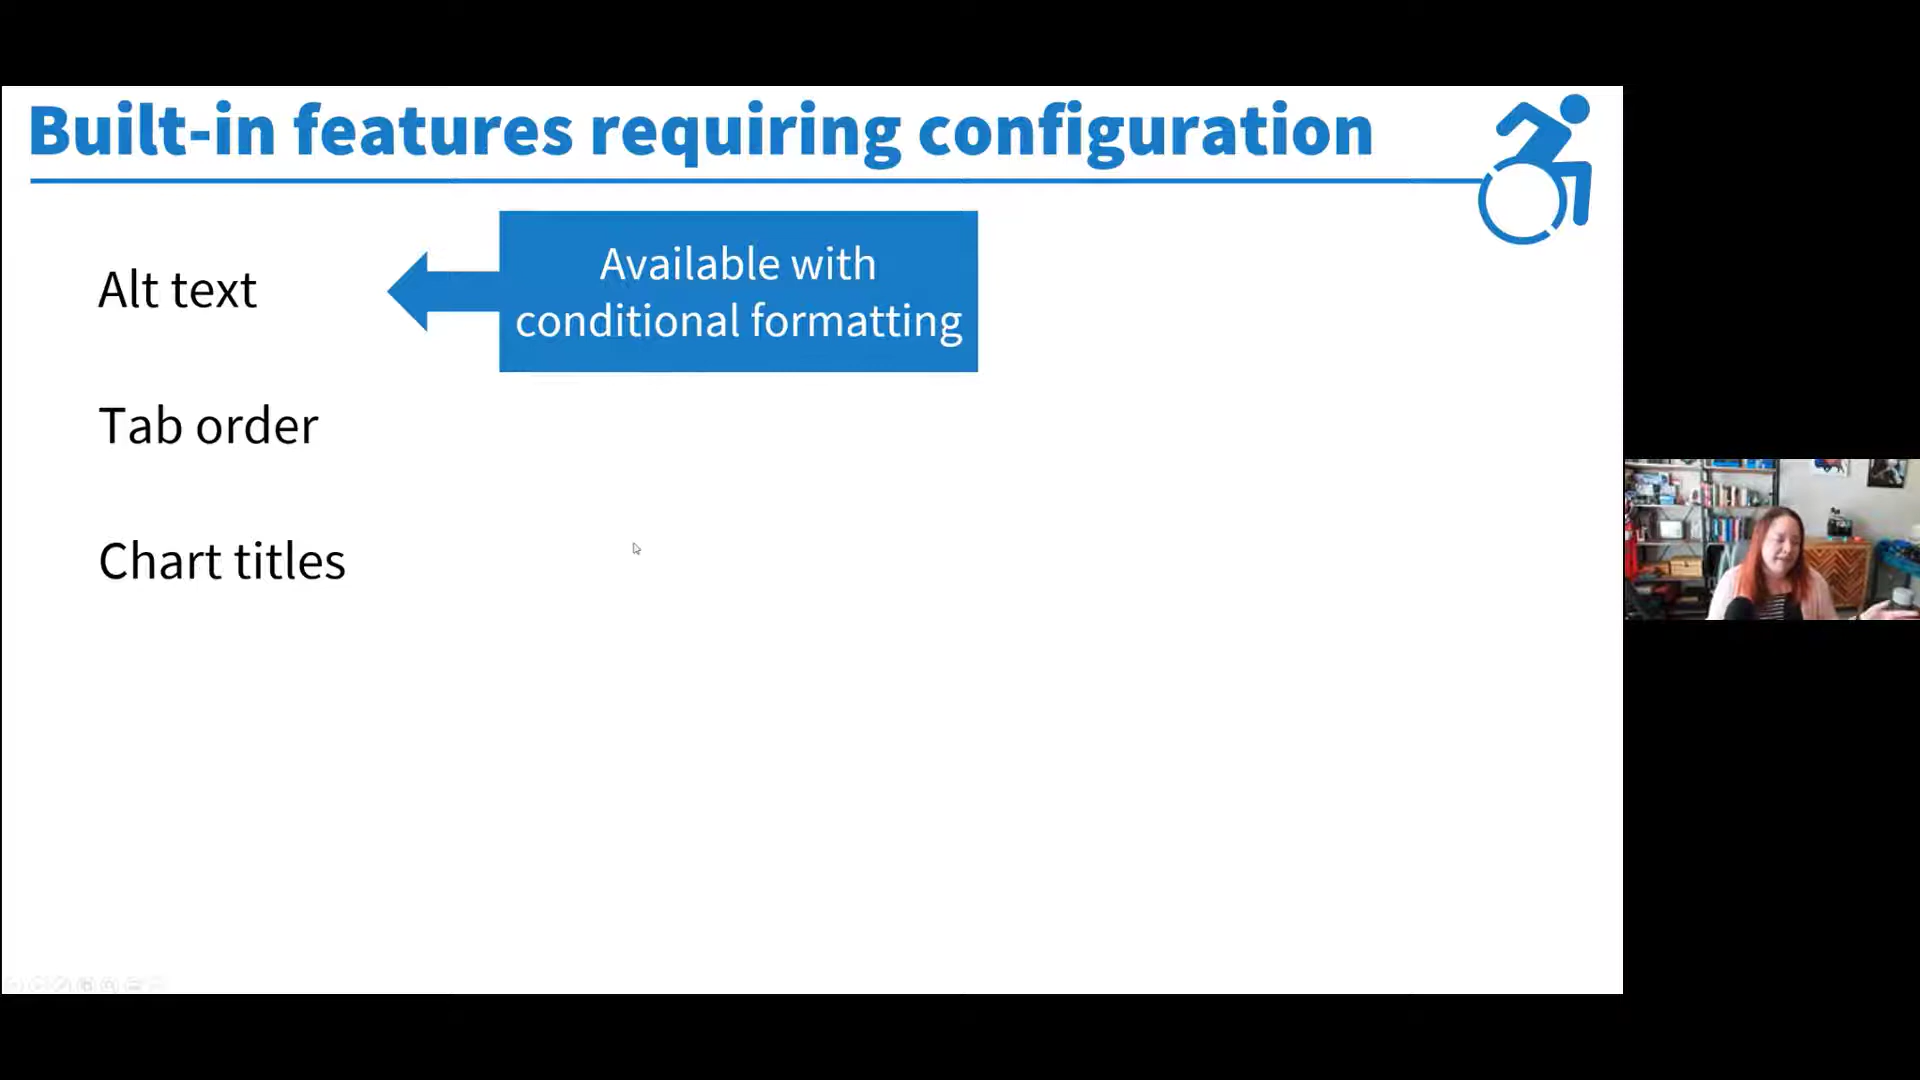 Built-in features requiring configuration
Alt text
Available with
conditional formatting
Tab order
Chart titles